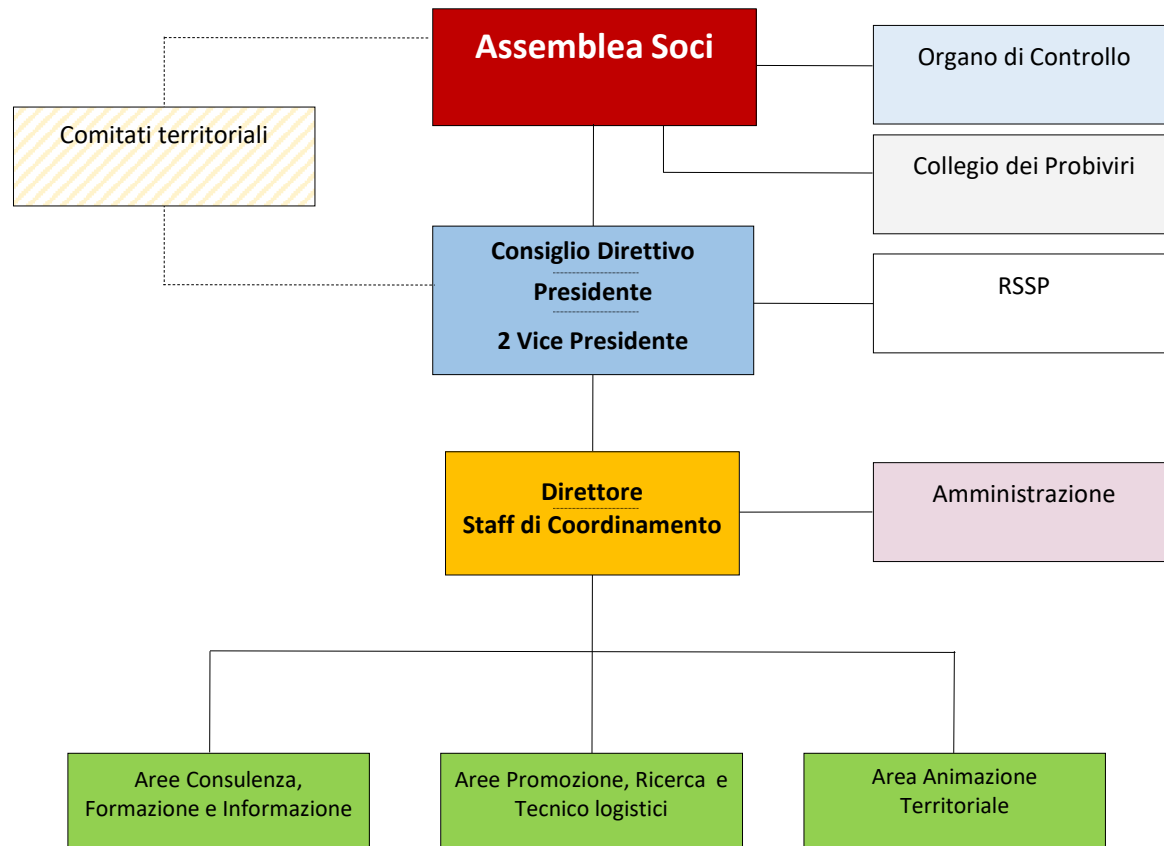 Assemblea Soci
Organo di Controllo
Comitati territoriali
Collegio dei Probiviri
Consiglio Direttivo
Presidente
2 Vice Presidente
RSSP
Direttore
Staff di Coordinamento
Amministrazione
Aree Consulenza,
Formazione e Informazione
Aree Promozione, Ricerca e
Tecnico logistici
Area Animazione
Territoriale